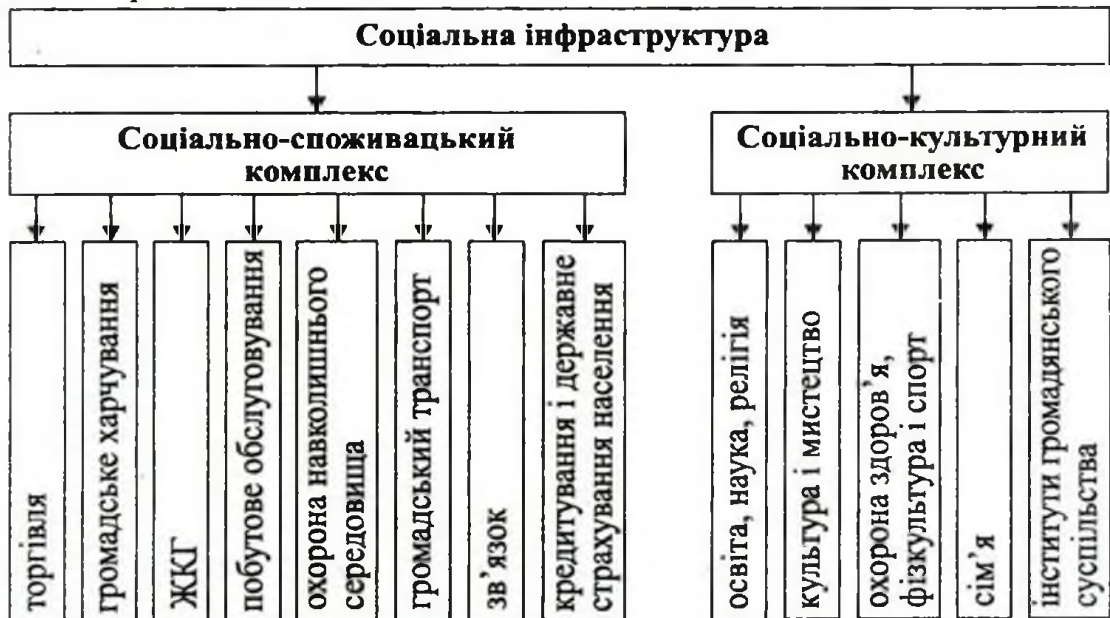 Соціальна інфраструктура
Соціально-споживацький
комплекс
Соціально-культурний
комплекс
торгівля
громадське харчування
ЖКГ
побутове обслуговування
охорона навколишнього
середовища
громадський транспорт
зв’язок
кредитування і державне
страхування населення
освіта, наука, релігія
культура і мистецтво
охорона здоров’я,
фізкультура і спорт
сім’я
інститути громадянського
суспільства